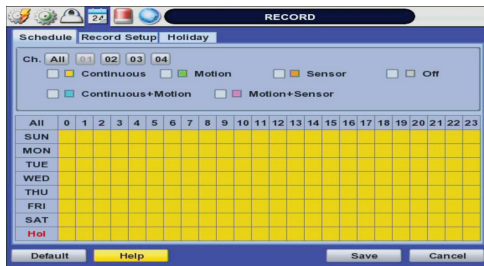 24
RECORD
Schedule Record Setup Holiday
Ch. All 01 02 03 04
Continuous Motion Sensor Off
Continuous+Motion Motion+Sensor
All 0 1 2 3 4 5 6 7 8 9 10 11 12 13 14 15 16 17 18 19 20 21 22 23
SUN
MON
TUE
WED
THU
FRI
SAT
Hol
Default Help Save Cancel